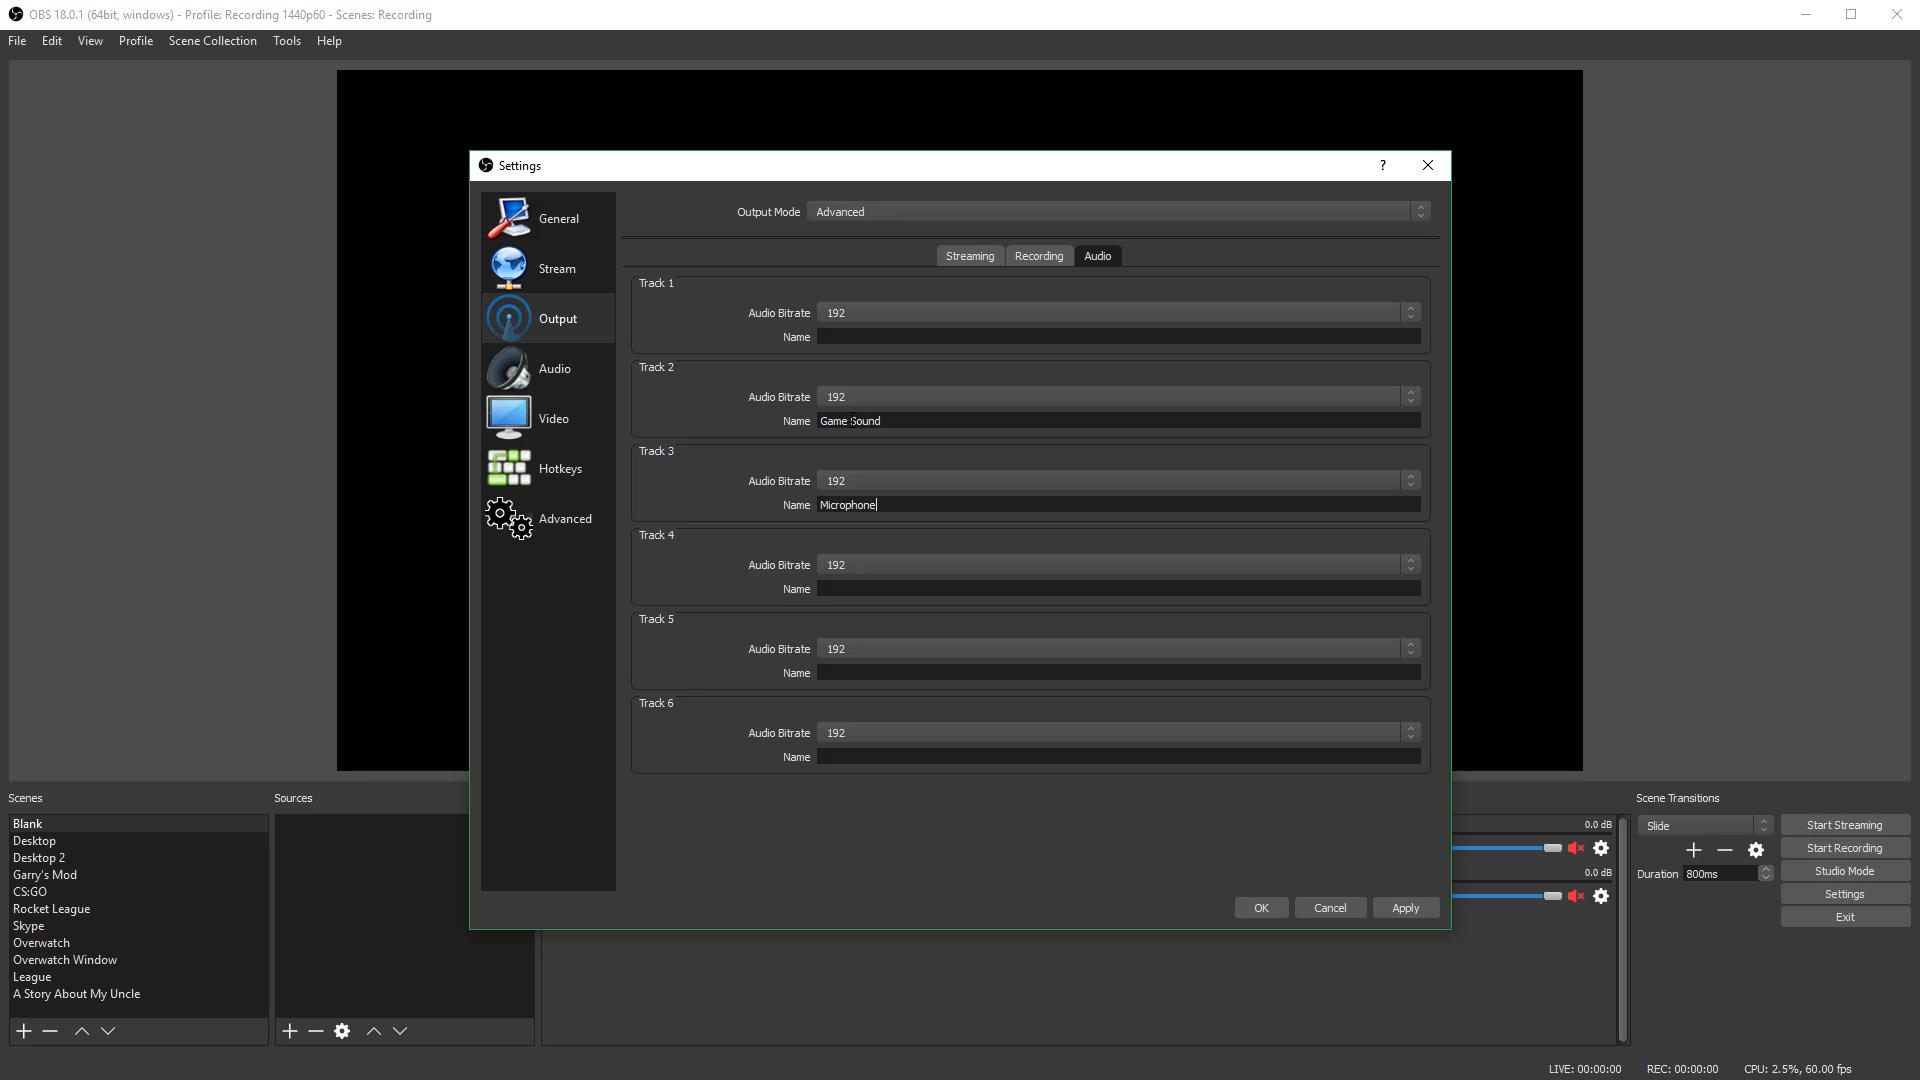 OBS 18.0.1 (64bit, windows) - Profile: Recording 1440p60 - Scenes: Recording
File Edit View Profile Scene Collection Tools Help
Settings ?
General
Stream
Output
Audio
Video
Hotkeys
Advanced
Output Mode Advanced
Streaming Recording Audio
Track 1
Audio Bitrate 192
Name
Track 2
Audio Bitrate 192
Name Game Sound
Track 3
Audio Bitrate 192
Name Microphone
Track 4
Audio Bitrate 192
Name
Track 5
Audio Bitrate 192
Name
Track 6
Audio Bitrate 192
Name
OK Cancel Apply
Scenes
Blank
Desktop
Desktop 2
Garry's Mod
CS:GO
Rocket League
Skype
Overwatch
Overwatch Window
League
A Story About My Uncle
Sources
0.0 dB
0.0 dB
Scene Transitions
Slide
Duration 800ms
Start Streaming
Start Recording
Studio Mode
Settings
Exit
LIVE: 00:00:00 REC: 00:00:00 CPU: 2.5%, 60.00 fps